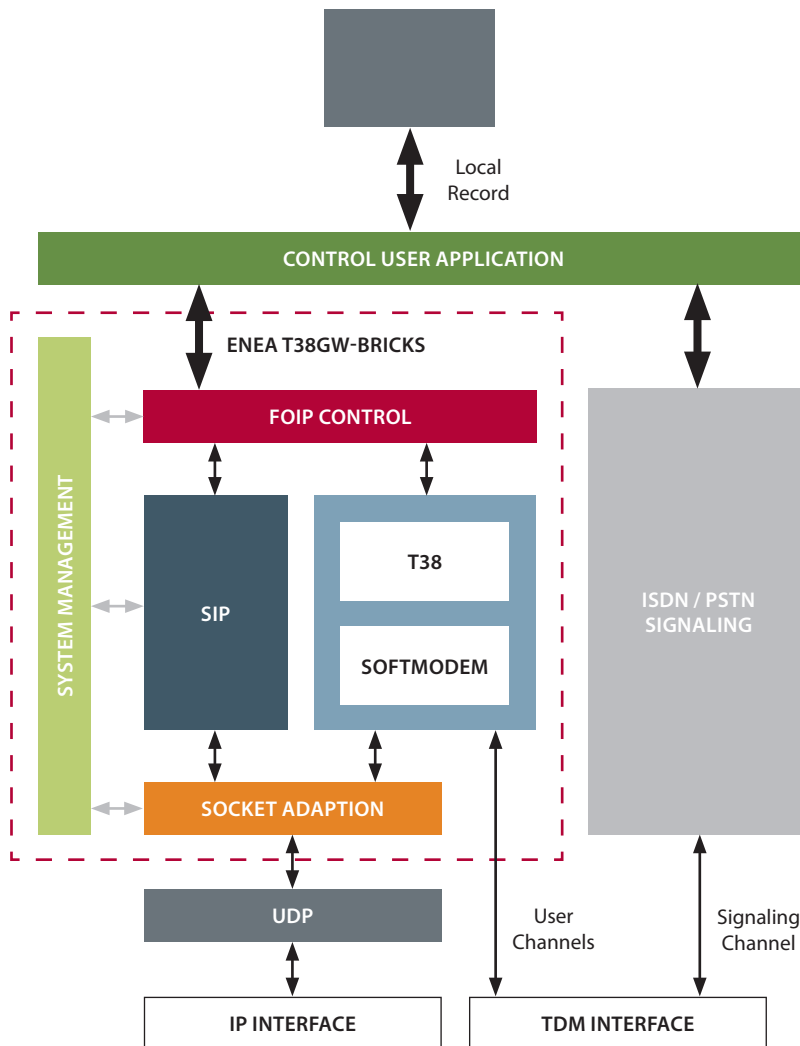 Local
Record
CONTROL USER APPLICATION
ENEA T38GW-BRICKS
FOIP CONTROL
SYSTEM MANAGEMENT
SIP
T38
SOFTMODEM
ISDN / PSTN
SIGNALING
SOCKET ADAPTION
UDP
User
Channels
Signaling
Channel
IP INTERFACE
TDM INTERFACE